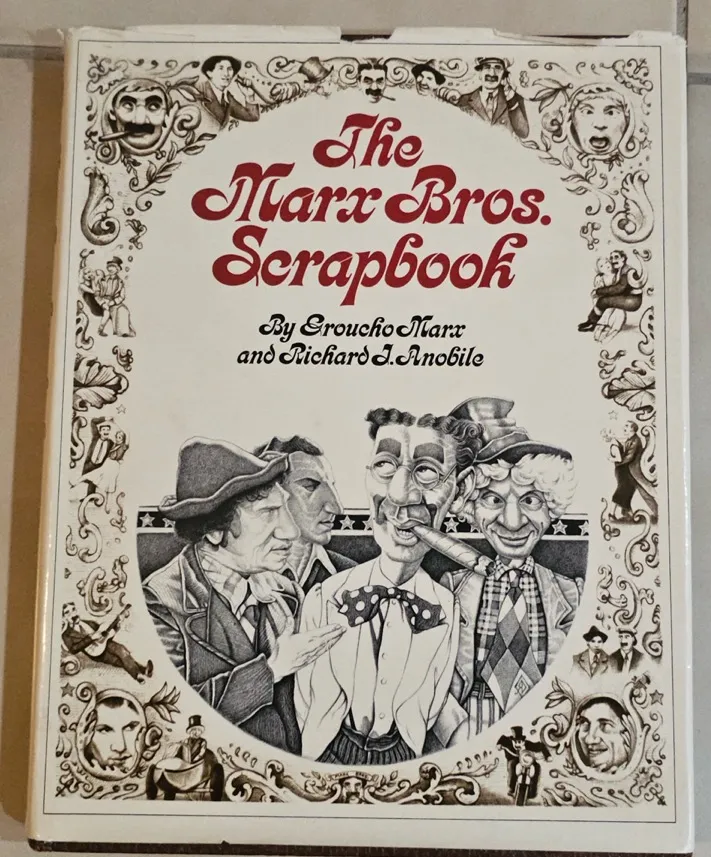 The
Marx Bros.
Scrapbook
By Groucho Marx
and Richard J. Anobile